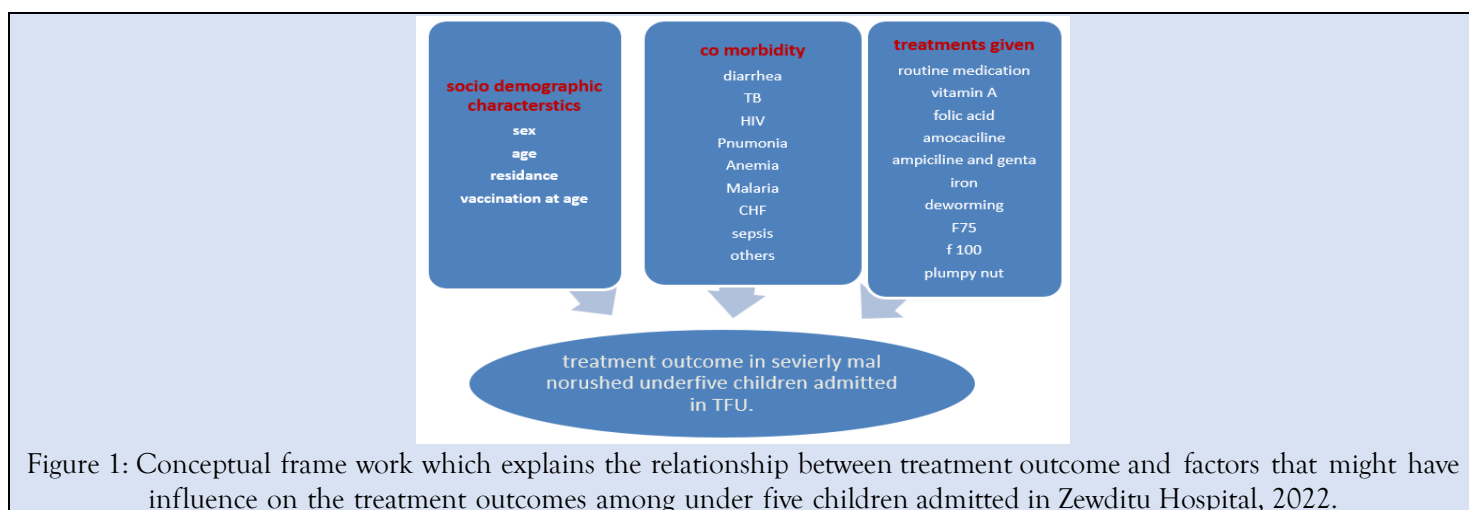 socio demographic
characterstics
sex
age
residance
vaccination at age
co morbidity
diarrhea
TB
HIV
Pnumonia
Anemia
Malaria
CHF
sepsis
others
treatments given
routine medication
vitamin A
folic acid
amocaciline
ampiciline and genta
iron
deworming
F75
f 100
plumpy nut
treatment outcome in sevierly mal
norushed underfive children admitted
in TFU.
Figure 1: Conceptual frame work which explains the relationship between treatment outcome and factors that might have
influence on the treatment outcomes among under five children admitted in Zewditu Hospital, 2022.